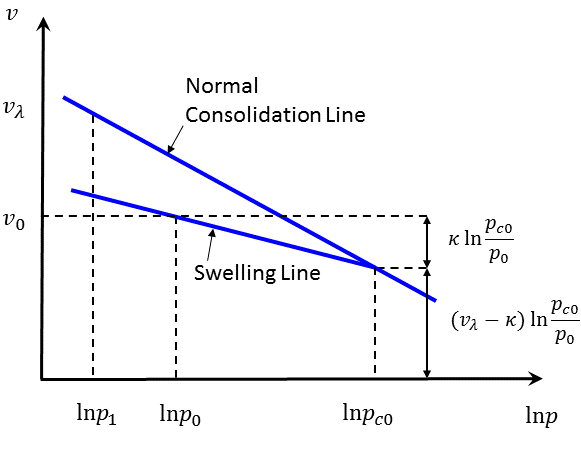 v
Normal
Consolidation Line
v_λ
v_0
κ ln p_c0/p_0
Swelling Line
(v_λ − κ) ln p_c0/p_0
lnp_1 lnp_0 lnp_c0 lnp